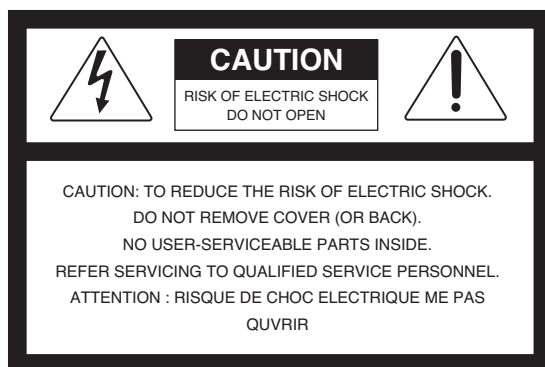 CAUTION
RISK OF ELECTRIC SHOCK
DO NOT OPEN
CAUTION: TO REDUCE THE RISK OF ELECTRIC SHOCK.
DO NOT REMOVE COVER (OR BACK).
NO USER-SERVICEABLE PARTS INSIDE.
REFER SERVICING TO QUALIFIED SERVICE PERSONNEL.
ATTENTION : RISQUE DE CHOC ELECTRIQUE ME PAS
QUVRIR